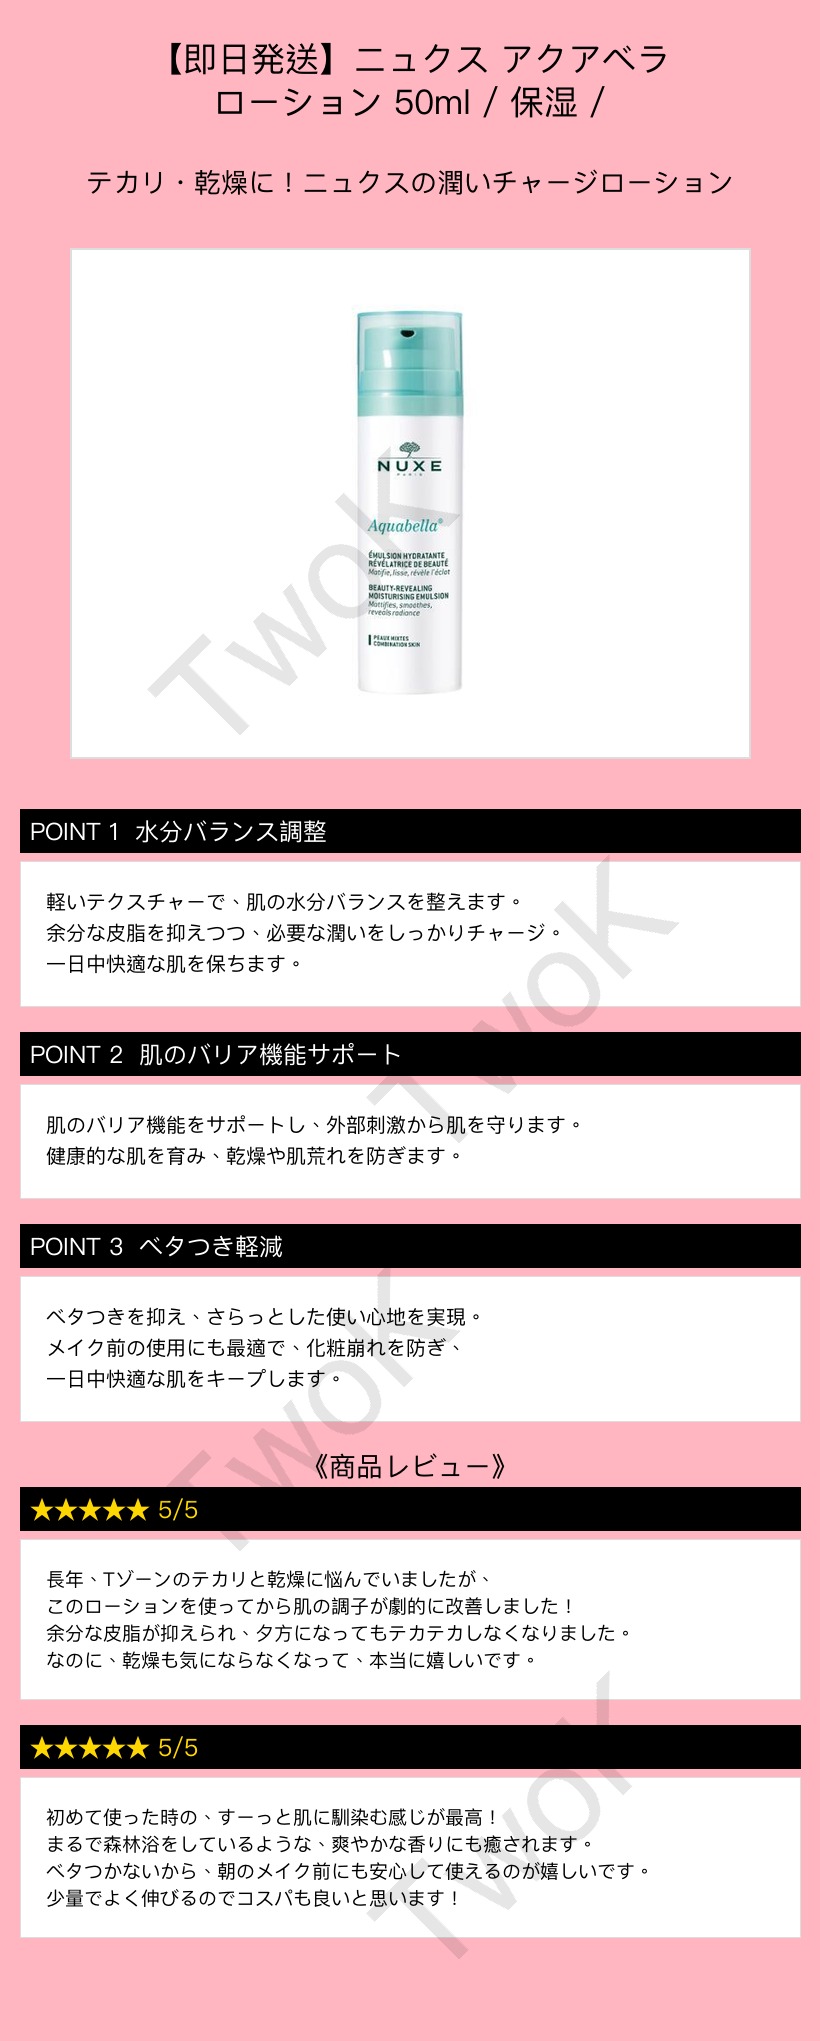 【即日発送】ニュクス アクアベラ
ローション 50ml / 保湿 /
テカリ・乾燥に！ニュクスの潤いチャージローション
NUXE
PARIS
Aquabella®
ÉMULSION HYDRATANTE
RÉVÉLATRICE DE BEAUTÉ
Matifie, lisse, révèle l'éclat
BEAUTY-REVEALING
MOISTURISING EMULSION
Mattifies, smoothes,
reveals radiance
PEAUX MIXTES
COMBINATION SKIN
TwoK
POINT 1 水分バランス調整
軽いテクスチャーで、肌の水分バランスを整えます。
余分な皮脂を抑えつつ、必要な潤いをしっかりチャージ。
一日中快適な肌を保ちます。
TwoK
POINT 2 肌のバリア機能サポート
肌のバリア機能をサポートし、外部刺激から肌を守ります。
健康的な肌を育み、乾燥や肌荒れを防ぎます。
POINT 3 ベタつき軽減
ベタつきを抑え、さらっとした使い心地を実現。
メイク前の使用にも最適で、化粧崩れを防ぎ、
一日中快適な肌をキープします。
TwoK
《商品レビュー》
★★★★★ 5/5
長年、Tゾーンのテカリと乾燥に悩んでいましたが、
このローションを使ってから肌の調子が劇的に改善しました！
余分な皮脂が抑えられ、夕方になってもテカテカしなくなりました。
なのに、乾燥も気にならなくなって、本当に嬉しいです。
★★★★★ 5/5
初めて使った時の、すーっと肌に馴染む感じが最高！
まるで森林浴をしているような、爽やかな香りにも癒されます。
ベタつかないから、朝のメイク前にも安心して使えるのが嬉しいです。
少量でよく伸びるのでコスパも良いと思います！
TwoK